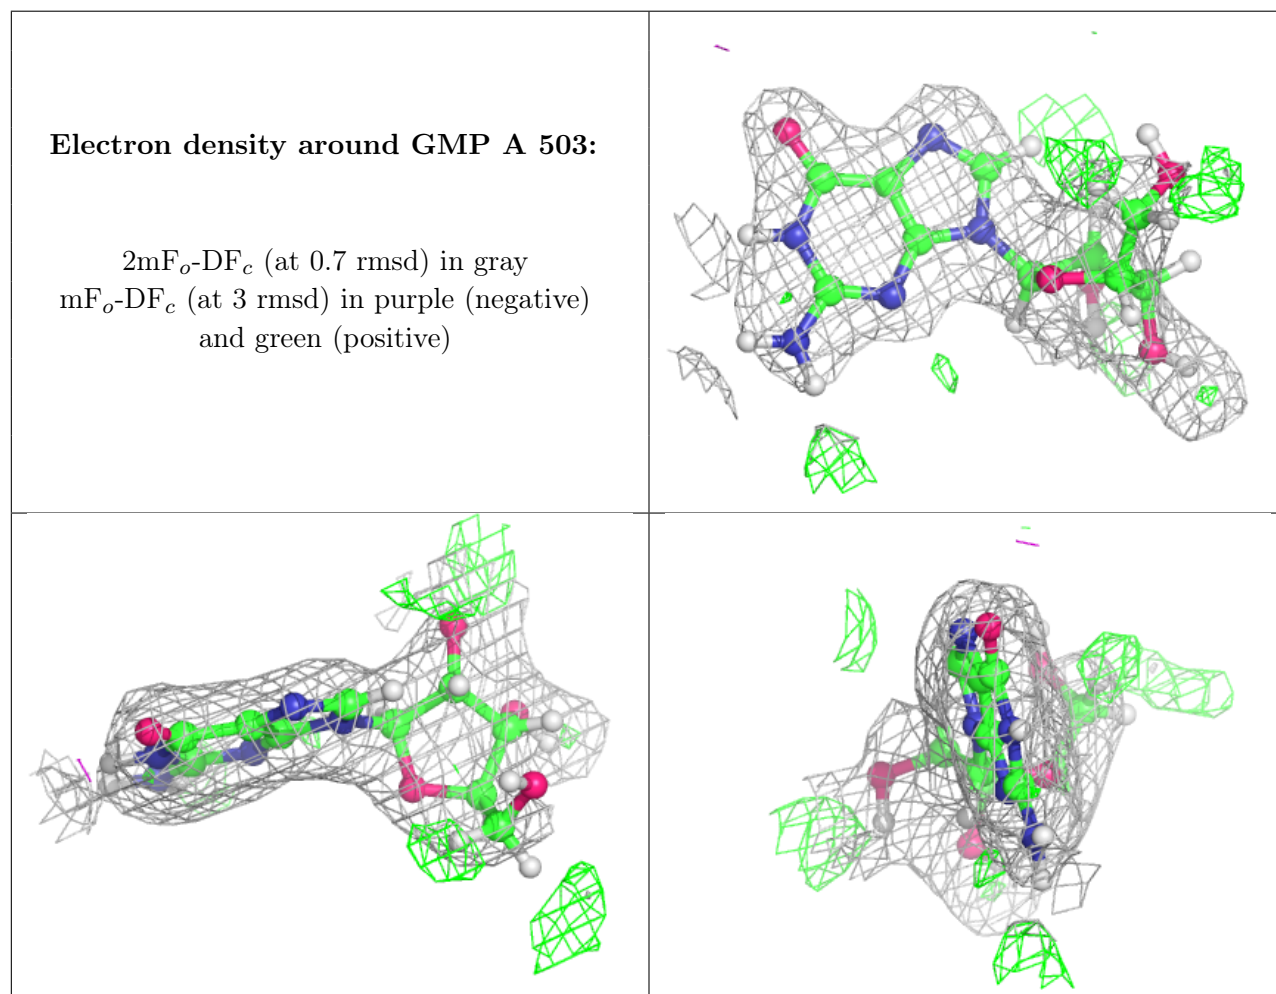 Electron density around GMP A 503:
2mFo-DFc (at 0.7 rmsd) in gray
mFo-DFc (at 3 rmsd) in purple (negative)
and green (positive)